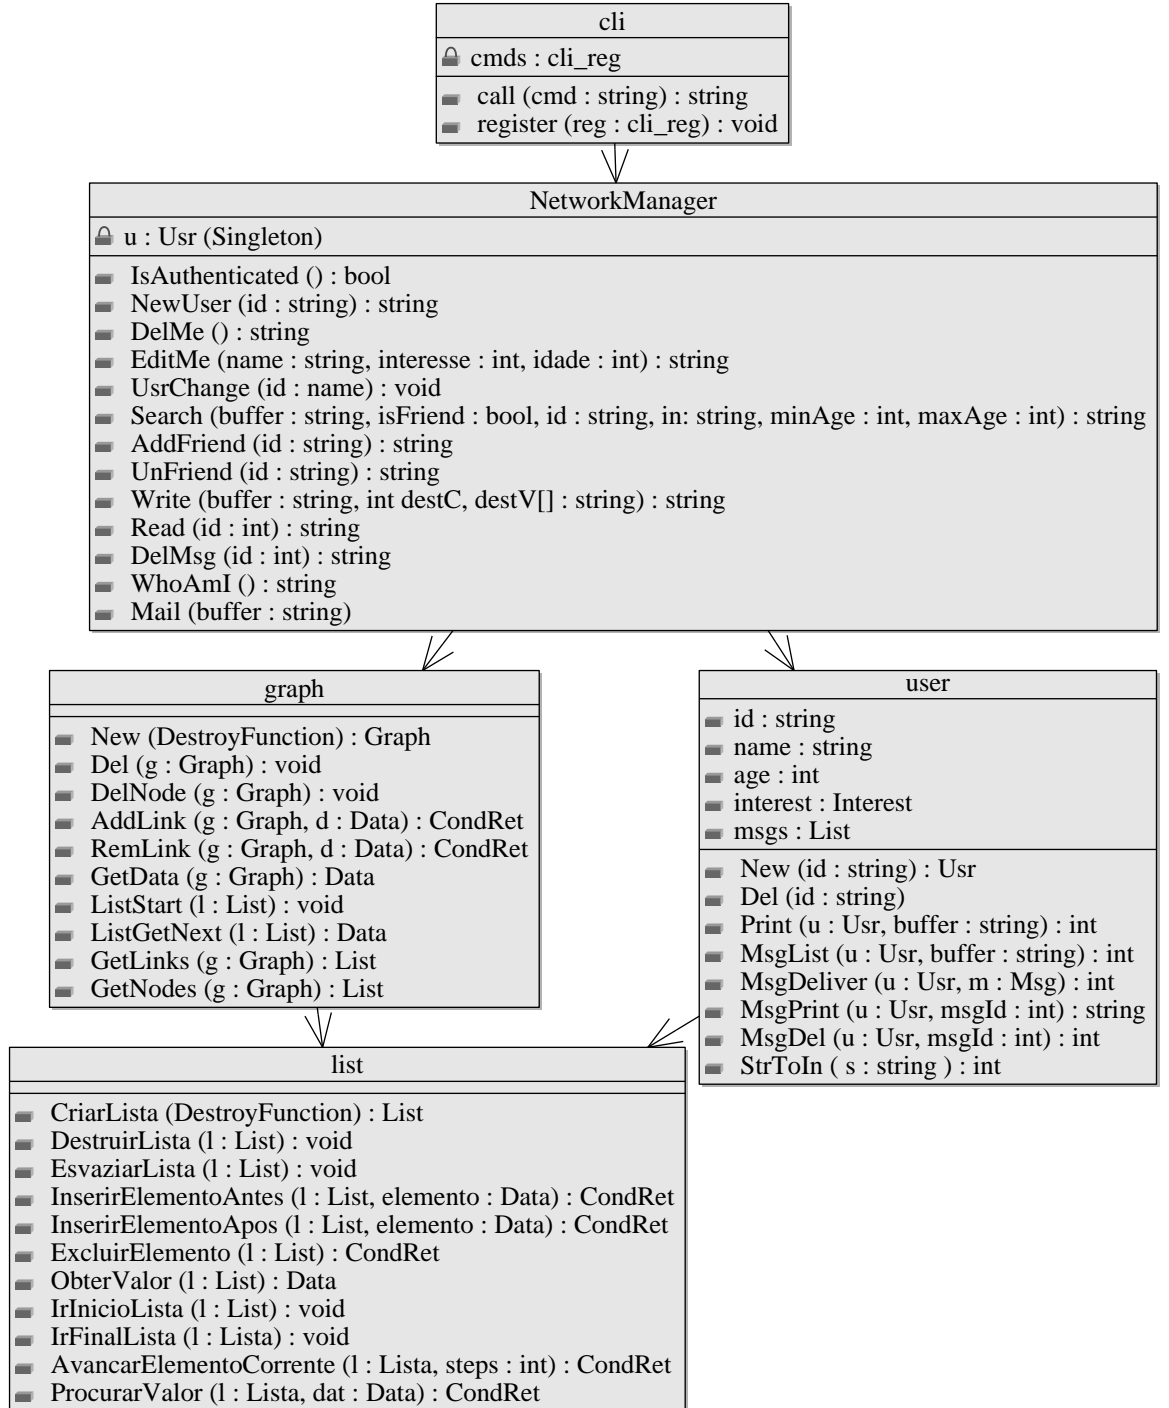 cli
cmds : cli_reg
call (cmd : string) : string
register (reg : cli_reg) : void
NetworkManager
u : Usr (Singleton)
IsAuthenticated () : bool
NewUser (id : string) : string
DelMe () : string
EditMe (name : string, interesse : int, idade : int) : string
UsrChange (id : name) : void
Search (buffer : string, isFriend : bool, id : string, in: string, minAge : int, maxAge : int) : string
AddFriend (id : string) : string
UnFriend (id : string) : string
Write (buffer : string, int destC, destV[] : string) : string
Read (id : int) : string
DelMsg (id : int) : string
WhoAmI () : string
Mail (buffer : string)
graph
New (DestroyFunction) : Graph
Del (g : Graph) : void
DelNode (g : Graph) : void
AddLink (g : Graph, d : Data) : CondRet
RemLink (g : Graph, d : Data) : CondRet
GetData (g : Graph) : Data
ListStart (l : List) : void
ListGetNext (l : List) : Data
GetLinks (g : Graph) : List
GetNodes (g : Graph) : List
user
id : string
name : string
age : int
interest : Interest
msgs : List
New (id : string) : Usr
Del (id : string)
Print (u : Usr, buffer : string) : int
MsgList (u : Usr, buffer : string) : int
MsgDeliver (u : Usr, m : Msg) : int
MsgPrint (u : Usr, msgId : int) : string
MsgDel (u : Usr, msgId : int) : int
StrToIn ( s : string ) : int
list
CriarLista (DestroyFunction) : List
DestruirLista (l : List) : void
EsvaziarLista (l : List) : void
InserirElementoAntes (l : List, elemento : Data) : CondRet
InserirElementoApos (l : List, elemento : Data) : CondRet
ExcluirElemento (l : List) : CondRet
ObterValor (l : List) : Data
IrInicioLista (l : List) : void
IrFinalLista (l : Lista) : void
AvancarElementoCorrente (l : Lista, steps : int) : CondRet
ProcurarValor (l : Lista, dat : Data) : CondRet